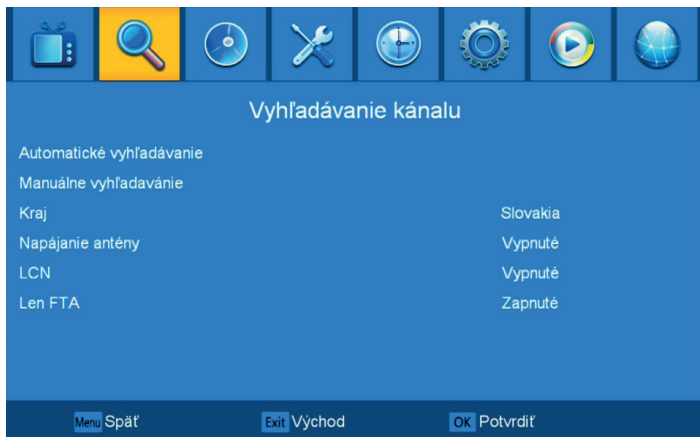 Vyhľadávanie kánalu
Automatické vyhľadávanie
Manuálne vyhľadavánie
Kraj Slovakia
Napájanie antény Vypnuté
LCN Vypnuté
Len FTA Zapnuté
Menu Späť Exit Východ OK Potvrdiť